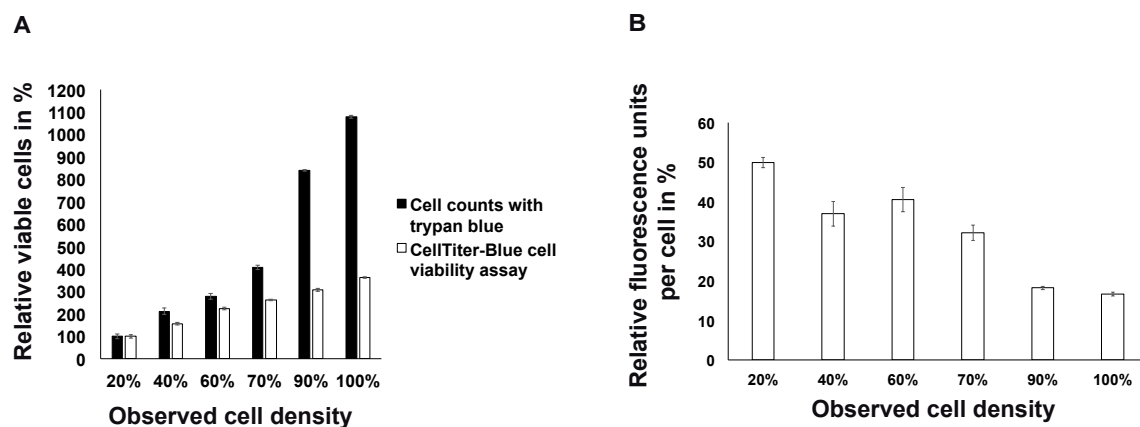 A
Relative viable cells in %
1200
1100
1000
900
800
700
600
500
400
300
200
100
0
20% 40% 60% 70% 90% 100%
Observed cell density
Cell counts with
trypan blue
CellTiter-Blue cell
viability assay
B
Relative fluorescence units
per cell in %
60
50
40
30
20
10
0
20% 40% 60% 70% 90% 100%
Observed cell density